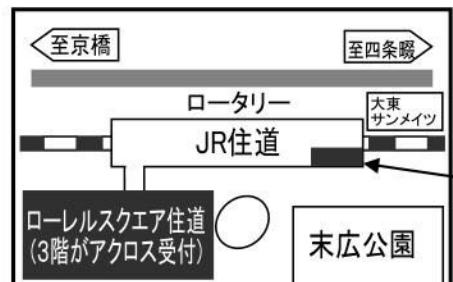 至京橋
至四条畷
ロータリー
大東
サンメイツ
JR住道
ローレルスクエア住道
(3階がアクロス受付)
末広公園